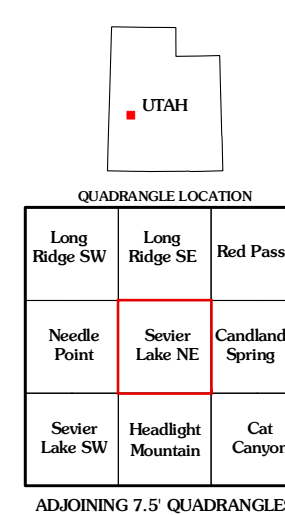 UTAH
QUADRANGLE LOCATION
Long
Ridge SW
Long
Ridge SE
Red Pass
Needle
Point
Sevier
Lake NE
Candland
Spring
Sevier
Lake SW
Headlight
Mountain
Cat
Canyon
ADJOINING 7.5' QUADRANGLES